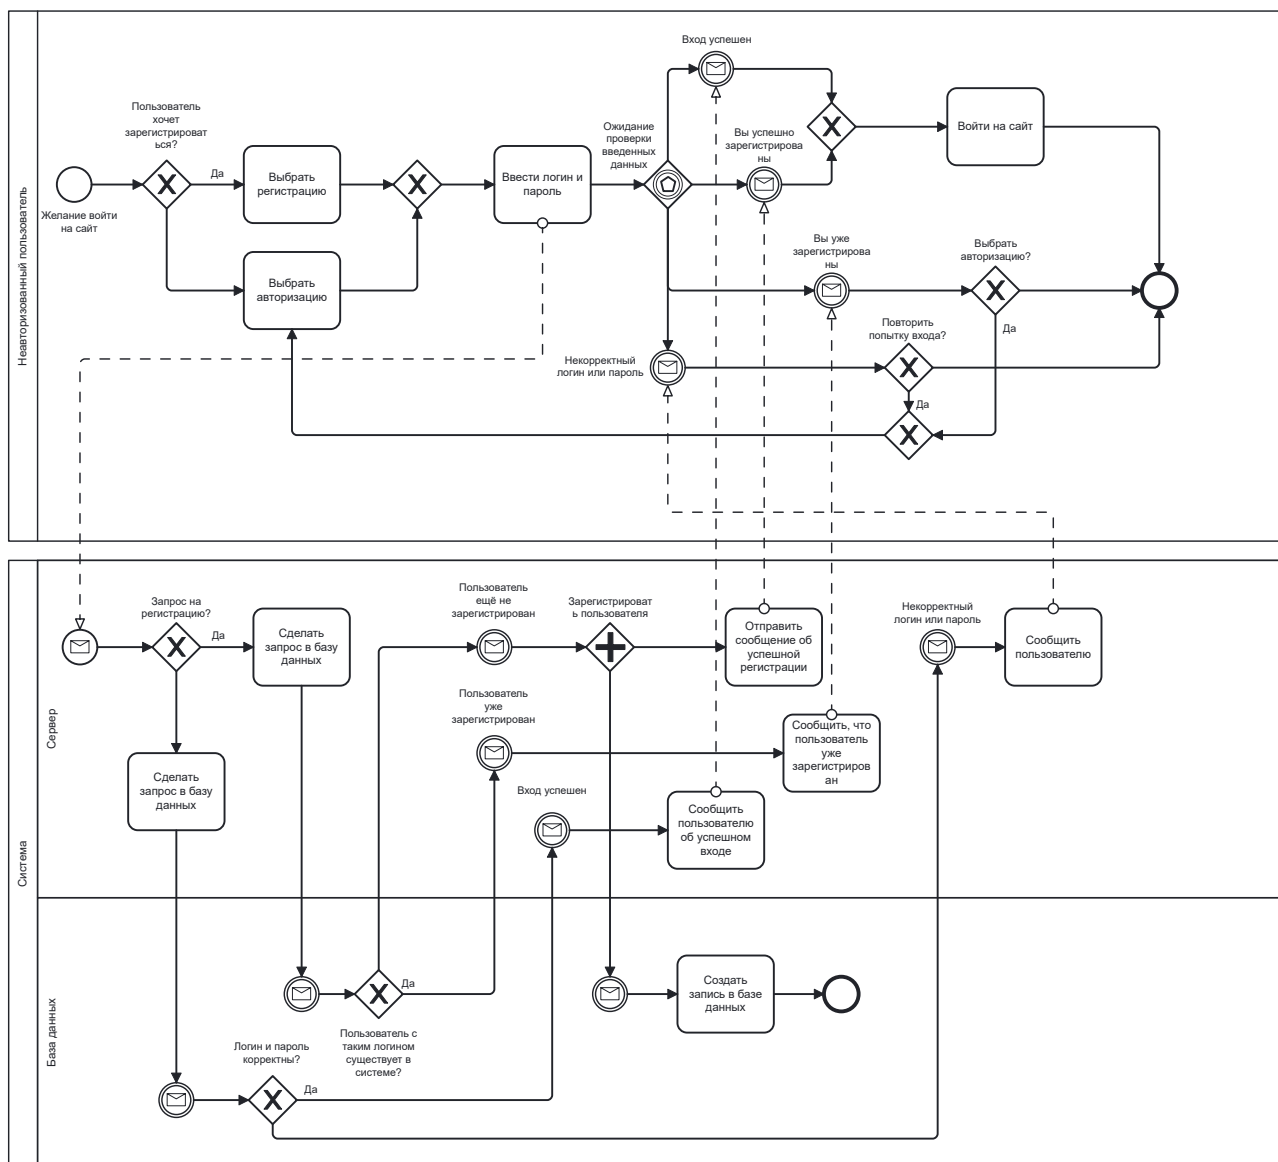 Неавторизованный пользователь
Желание войти
на сайт
Пользователь
хочет
зарегистрироват
ься?
Да
Выбрать
регистрацию
Выбрать
авторизацию
Ввести логин и
пароль
Ожидание
проверки
введенных
данных
Вход успешен
Вы успешно
зарегистрирова
ны
Войти на сайт
Вы уже
зарегистрирова
ны
Выбрать
авторизацию?
Да
Некорректный
логин или пароль
Повторить
попытку входа?
Да
Система
Сервер
Запрос на
регистрацию?
Да
Сделать
запрос в базу
данных
Сделать
запрос в базу
данных
Пользователь
ещё не
зарегистрирован
Зарегистрироват
ь пользователя
Отправить
сообщение об
успешной
регистрации
Некорректный
логин или пароль
Сообщить
пользователю
Пользователь
уже
зарегистрирован
Сообщить, что
пользователь
уже
зарегистриров
ан
Вход успешен
Сообщить
пользователю
об успешном
входе
База данных
Да
Пользователь с
таким логином
существует в
системе?
Создать
запись в базе
данных
Логин и пароль
корректны?
Да